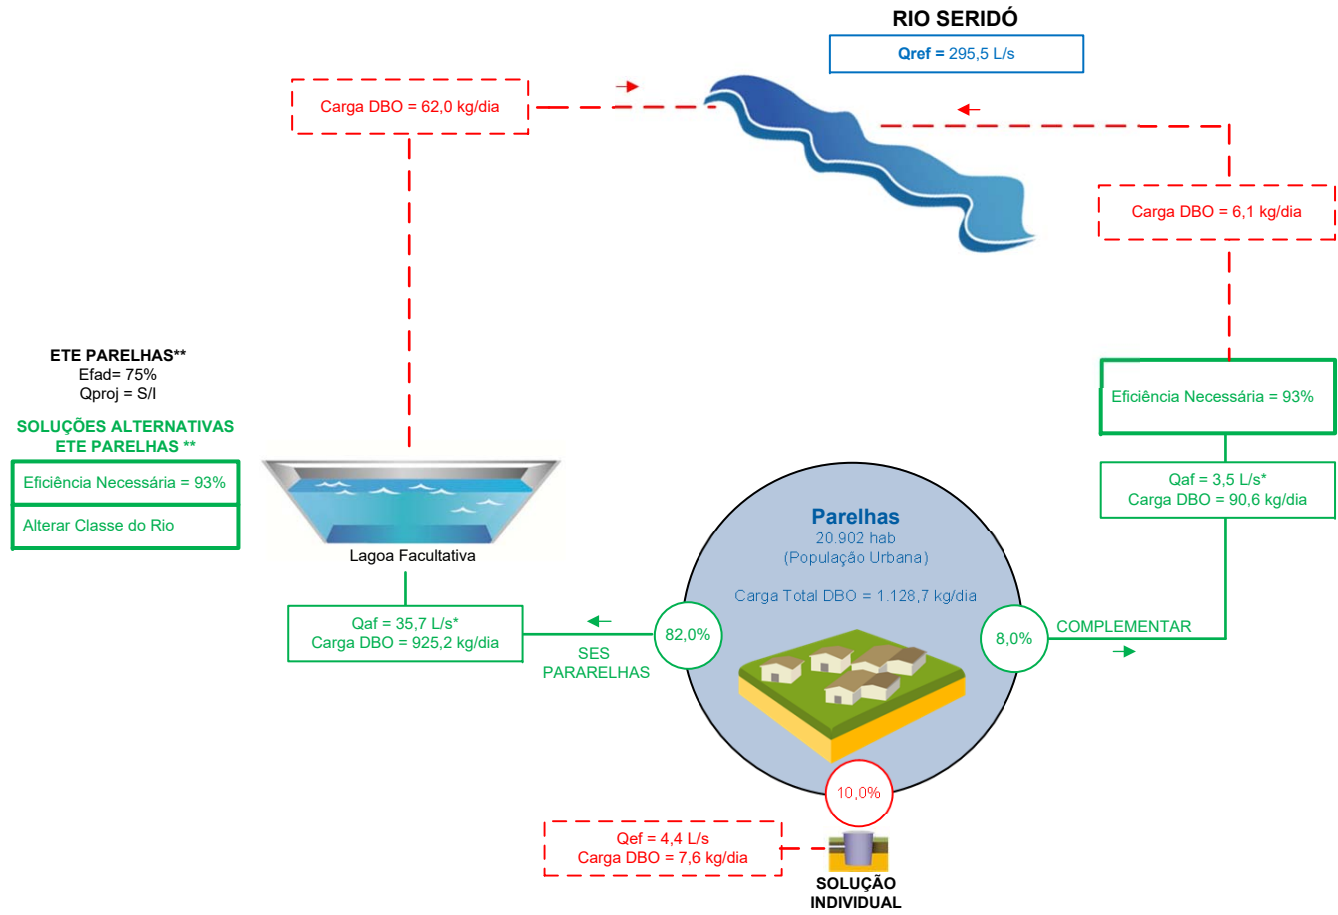 RIO SERIDÓ
Qref = 295,5 L/s
Carga DBO = 62,0 kg/dia
Carga DBO = 6,1 kg/dia
ETE PARELHAS**
Efad= 75%
Qproj = S/I
SOLUÇÕES ALTERNATIVAS
ETE PARELHAS **
Eficiência Necessária = 93%
Alterar Classe do Rio
Lagoa Facultativa
Qaf = 35,7 L/s*
Carga DBO = 925,2 kg/dia
SES
PARARELHAS
82,0%
Parelhas
20.902 hab
(População Urbana)
Carga Total DBO = 1.128,7 kg/dia
8,0%
COMPLEMENTAR
Eficiência Necessária = 93%
Qaf = 3,5 L/s*
Carga DBO = 90,6 kg/dia
10,0%
Qef = 4,4 L/s
Carga DBO = 7,6 kg/dia
SOLUÇÃO
INDIVIDUAL